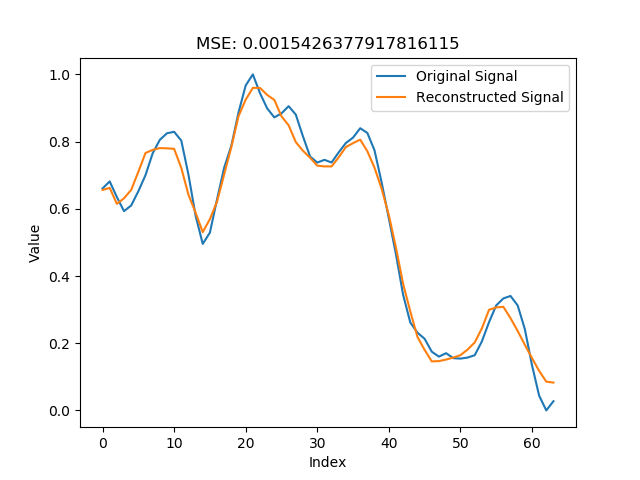 MSE: 0.0015426377917816115
Original Signal
Reconstructed Signal
1.0
0.8
0.6
0.4
0.2
0.0
Value
0 10 20 30 40 50 60
Index